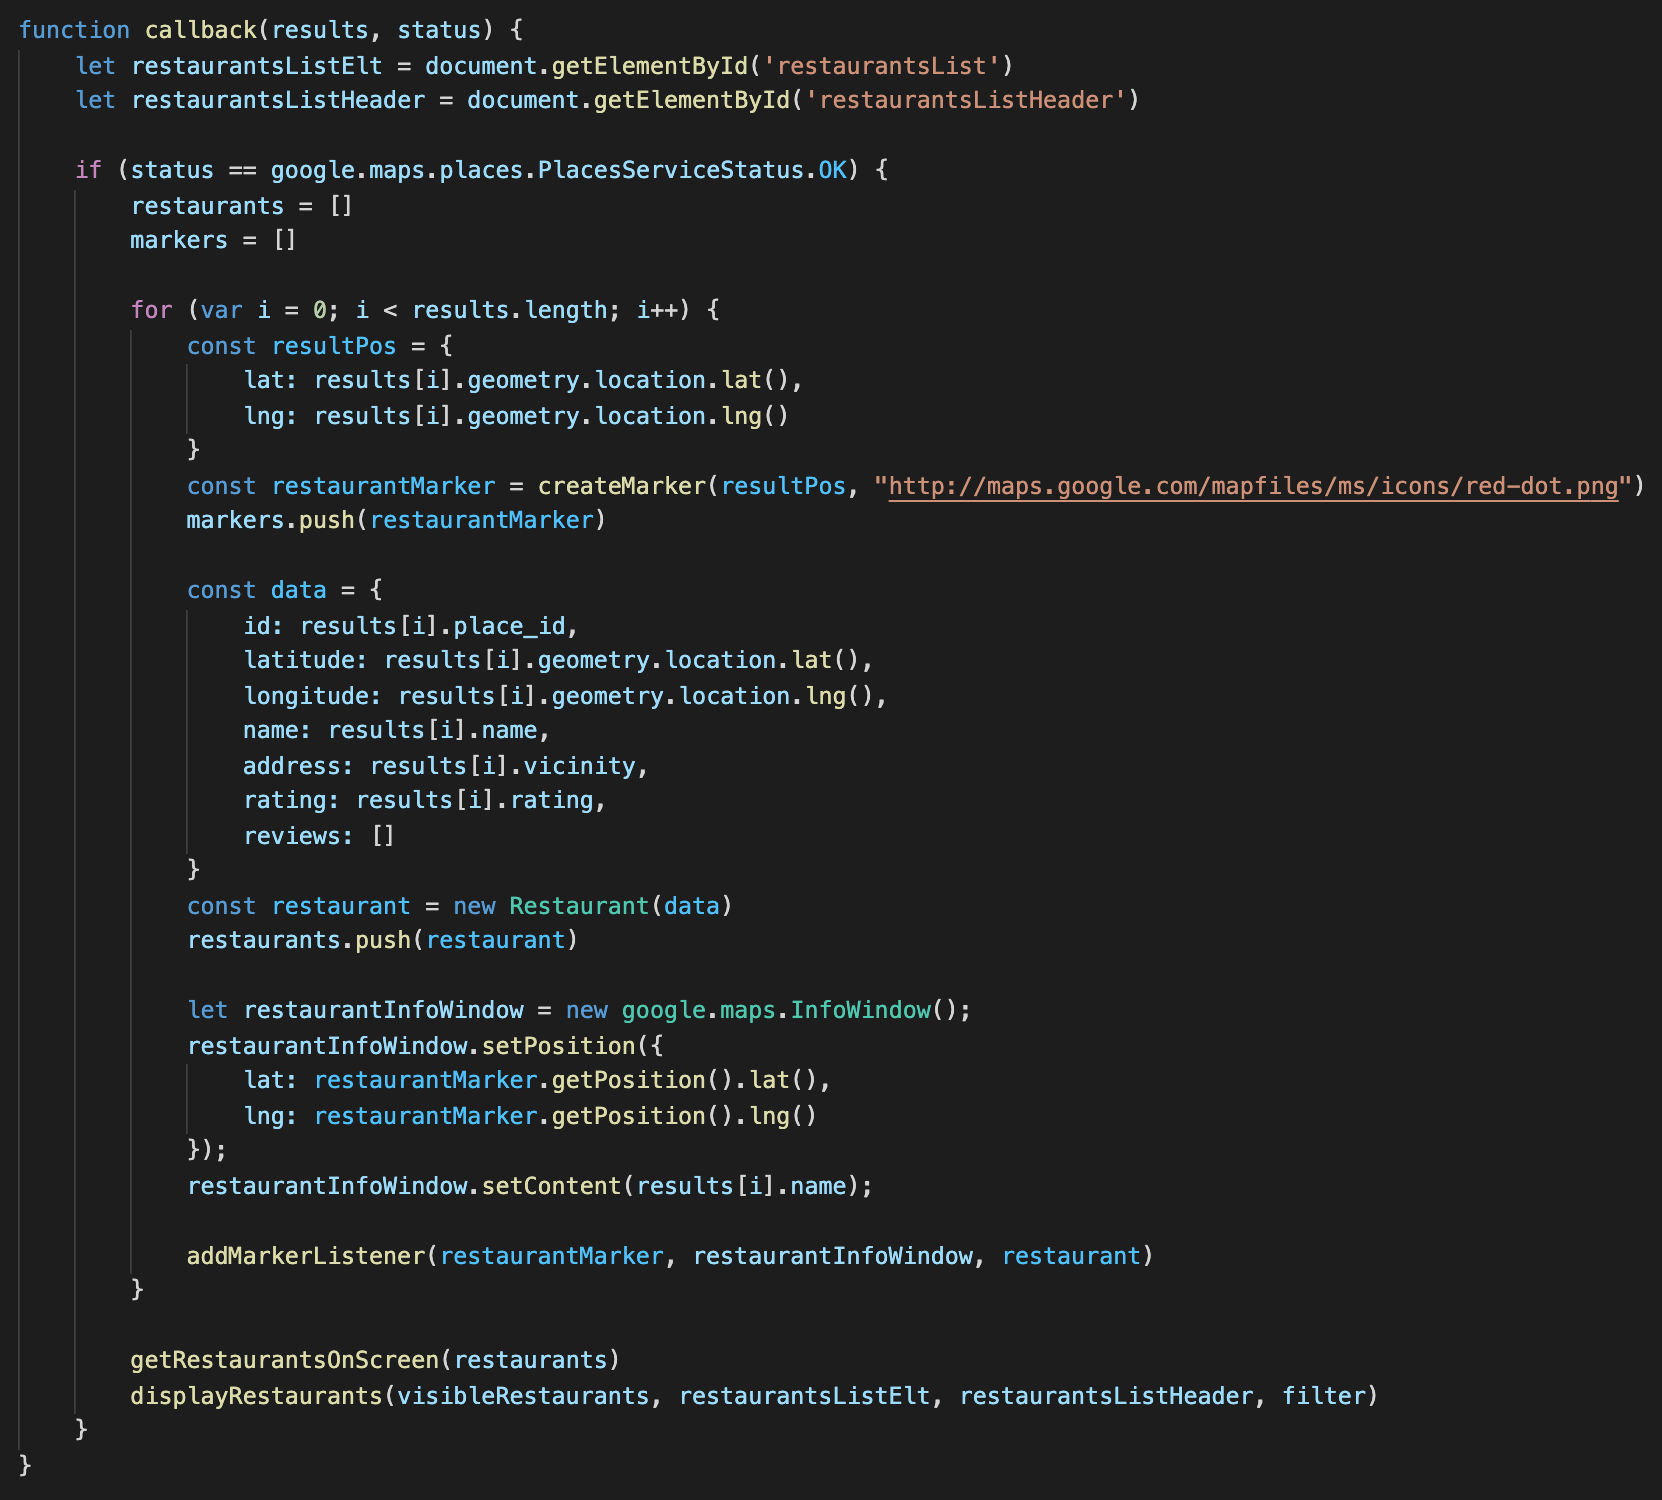 function callback(results, status) {
    let restaurantsListElt = document.getElementById('restaurantsList')
    let restaurantsListHeader = document.getElementById('restaurantsListHeader')

    if (status == google.maps.places.PlacesServiceStatus.OK) {
        restaurants = []
        markers = []

        for (var i = 0; i < results.length; i++) {
            const resultPos = {
                lat: results[i].geometry.location.lat(),
                lng: results[i].geometry.location.lng()
            }
            const restaurantMarker = createMarker(resultPos, "http://maps.google.com/mapfiles/ms/icons/red-dot.png")
            markers.push(restaurantMarker)

            const data = {
                id: results[i].place_id,
                latitude: results[i].geometry.location.lat(),
                longitude: results[i].geometry.location.lng(),
                name: results[i].name,
                address: results[i].vicinity,
                rating: results[i].rating,
                reviews: []
            }
            const restaurant = new Restaurant(data)
            restaurants.push(restaurant)

            let restaurantInfoWindow = new google.maps.InfoWindow();
            restaurantInfoWindow.setPosition({
                lat: restaurantMarker.getPosition().lat(),
                lng: restaurantMarker.getPosition().lng()
            });
            restaurantInfoWindow.setContent(results[i].name);

            addMarkerListener(restaurantMarker, restaurantInfoWindow, restaurant)
        }

        getRestaurantsOnScreen(restaurants)
        displayRestaurants(visibleRestaurants, restaurantsListElt, restaurantsListHeader, filter)
    }
}